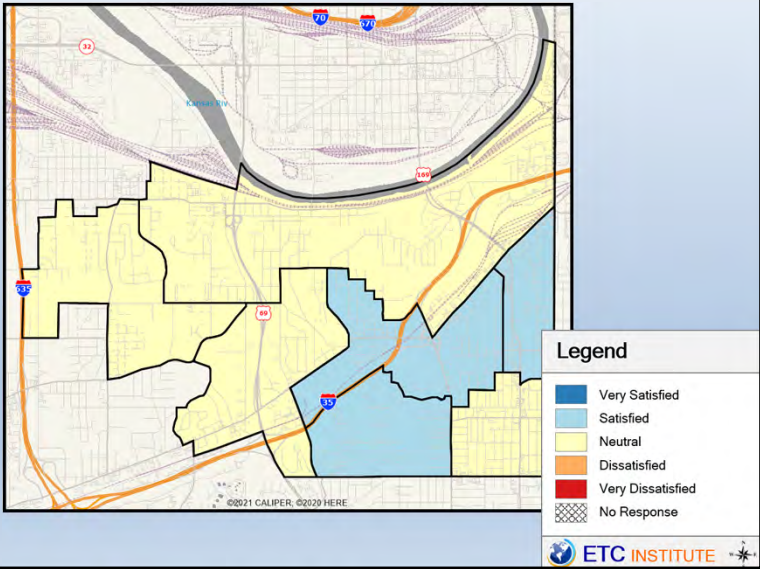 70
670
32
Kansas Riv
169
635
69
35
©2021 CALIPER; ©2020 HERE
Legend
Very Satisfied
Satisfied
Neutral
Dissatisfied
Very Dissatisfied
No Response
ETC INSTITUTE
N
W
E
S